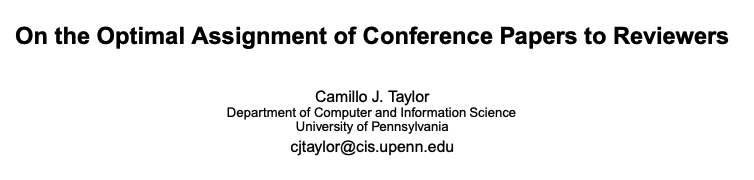 On the Optimal Assignment of Conference Papers to Reviewers
Camillo J. Taylor
Department of Computer and Information Science
University of Pennsylvania
cjtaylor@cis.upenn.edu